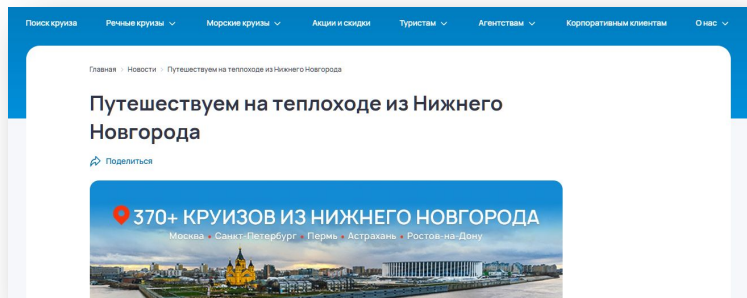 Поиск круиза Речные круизы Морские круизы Акции и скидки Туристам Агентствам Корпоративным клиентам О нас
Главная > Новости > Путешествуем на теплоходе из Нижнего Новгорода
Путешествуем на теплоходе из Нижнего
Новгорода
Поделиться
370+ КРУИЗОВ ИЗ НИЖНЕГО НОВГОРОДА
Москва • Санкт-Петербург • Пермь • Астрахань • Ростов-на-Дону